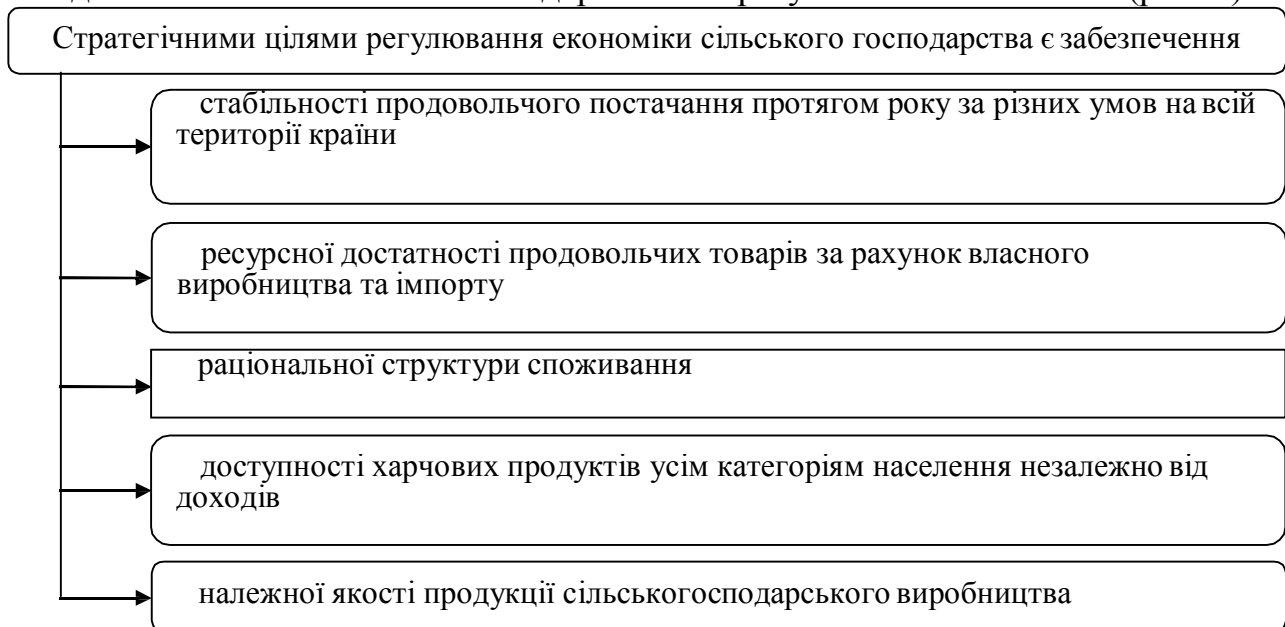 Стратегічними цілями регулювання економіки сільського господарства є забезпечення
стабільності продовольчого постачання протягом року за різних умов на всій
території країни
ресурсної достатності продовольчих товарів за рахунок власного
виробництва та імпорту
раціональної структури споживання
доступності харчових продуктів усім категоріям населення незалежно від
доходів
належної якості продукції сільськогосподарського виробництва